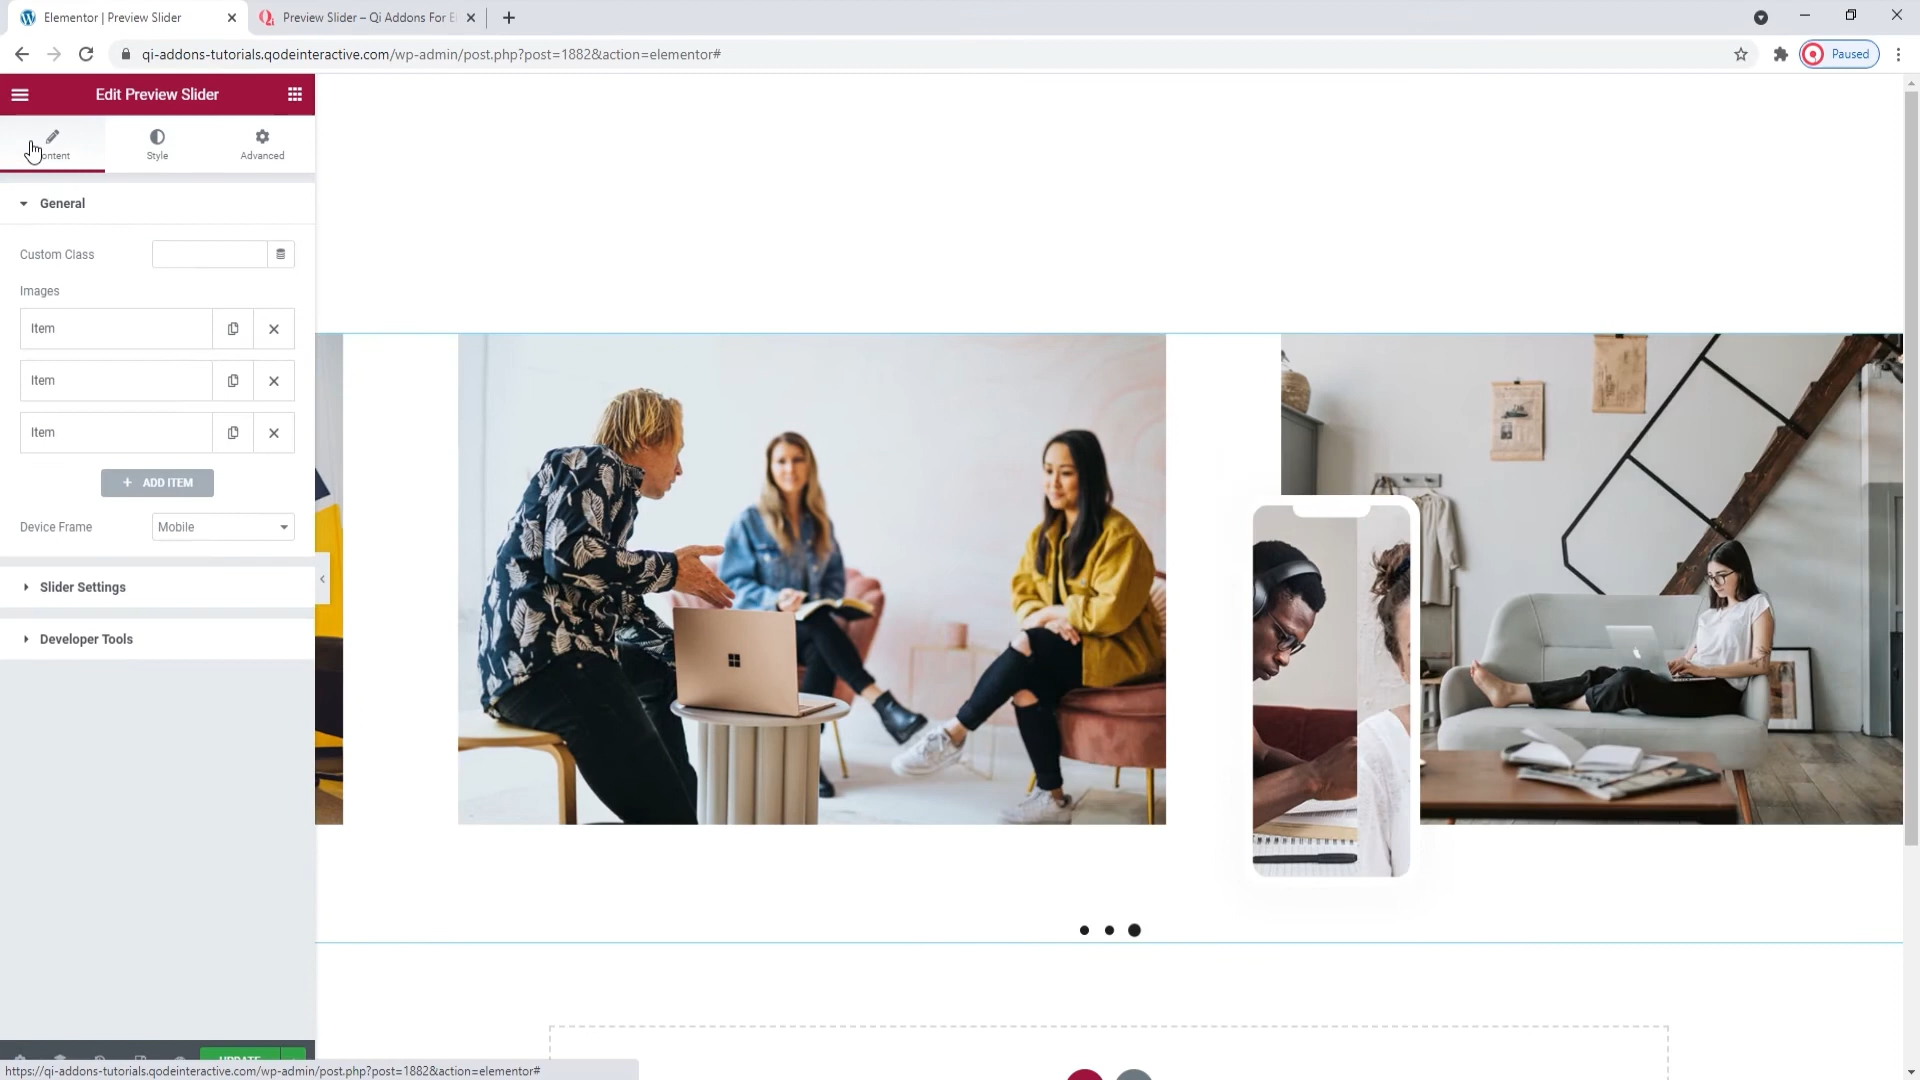 Elementor | Preview Slider
Preview Slider – Qi Addons For El
qi-addons-tutorials.qodeinteractive.com/wp-admin/post.php?post=1882&action=elementor#
Paused
Edit Preview Slider
ontent
Style
Advanced
General
Custom Class
Images
Item
Item
Item
+ ADD ITEM
Device Frame
Mobile
Slider Settings
Developer Tools
UPDATE
https://qi-addons-tutorials.qodeinteractive.com/wp-admin/post.php?post=1882&action=elementor#